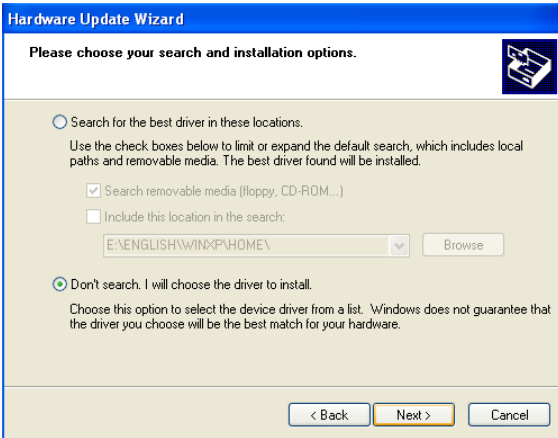 Hardware Update Wizard
Please choose your search and installation options.
Search for the best driver in these locations.
Use the check boxes below to limit or expand the default search, which includes local
paths and removable media. The best driver found will be installed.
Search removable media (floppy, CD-ROM...)
Include this location in the search:
E:\ENGLISH\WINXP\HOME\
Browse
Don't search. I will choose the driver to install.
Choose this option to select the device driver from a list. Windows does not guarantee that
the driver you choose will be the best match for your hardware.
< Back
Next >
Cancel